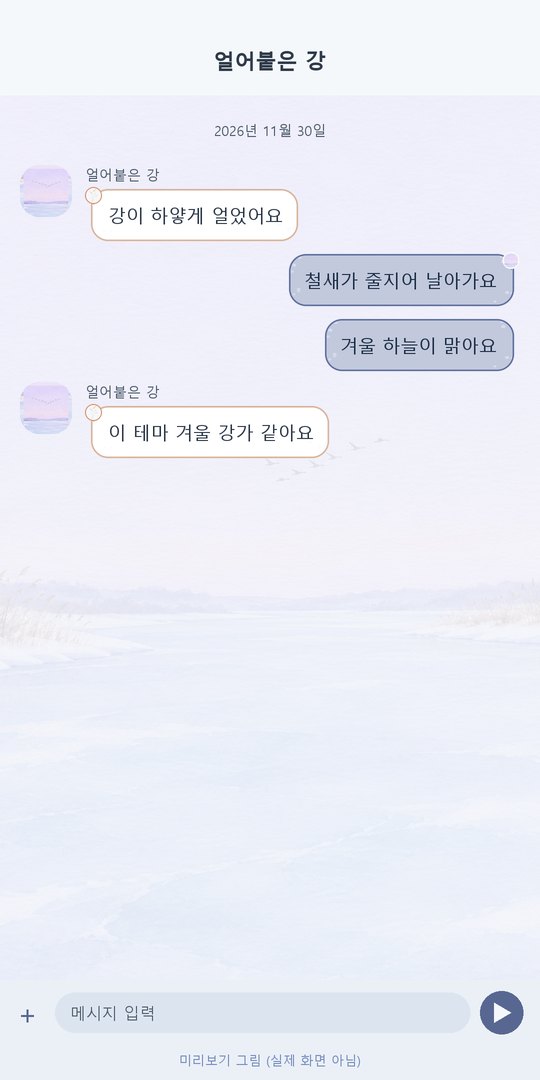 얼어붙은 강
2026년 11월 30일
얼어붙은 강
강이 하얗게 얼었어요
철새가 줄지어 날아가요
겨울 하늘이 맑아요
얼어붙은 강
이 테마 겨울 강가 같아요
메시지 입력
미리보기 그림 (실제 화면 아님)